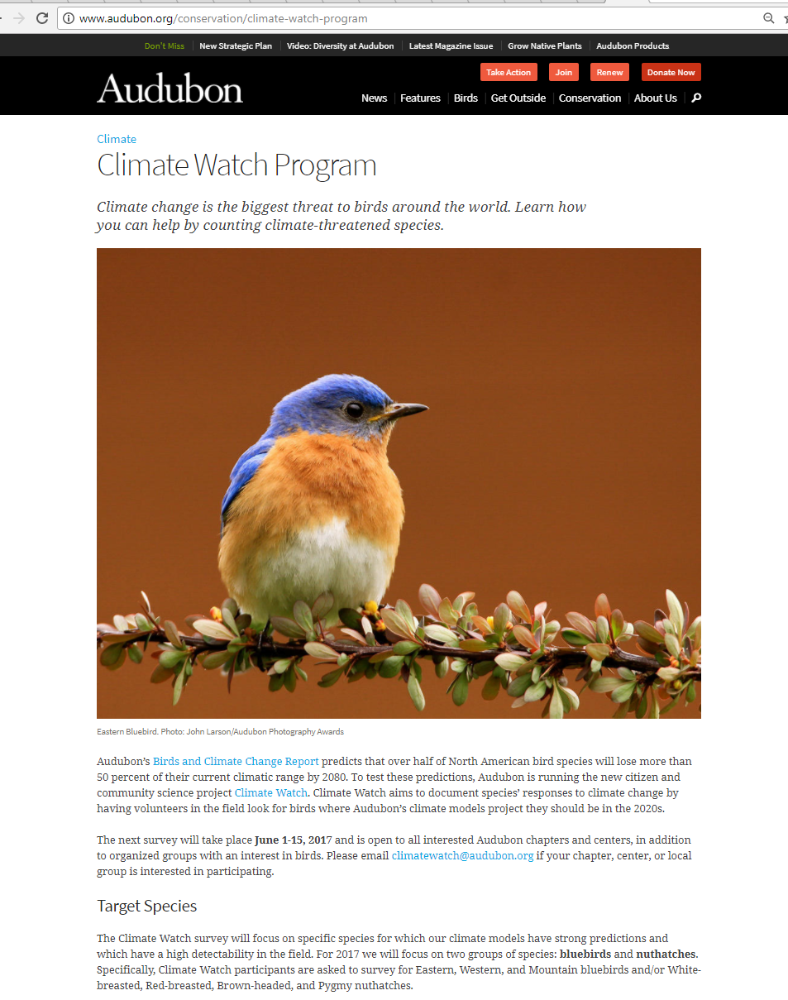 www.audubon.org/conservation/climate-watch-program
Don't Miss New Strategic Plan Video: Diversity at Audubon Latest Magazine Issue Grow Native Plants Audubon Products
Take Action Join Renew Donate Now
Audubon
News Features Birds Get Outside Conservation About Us
Climate
Climate Watch Program
Climate change is the biggest threat to birds around the world. Learn how
you can help by counting climate-threatened species.
Eastern Bluebird. Photo: John Larson/Audubon Photography Awards
Audubon's Birds and Climate Change Report predicts that over half of North American bird species will lose more than
50 percent of their current climatic range by 2080. To test these predictions, Audubon is running the new citizen and
community science project Climate Watch. Climate Watch aims to document species' responses to climate change by
having volunteers in the field look for birds where Audubon's climate models project they should be in the 2020s.
The next survey will take place June 1-15, 2017 and is open to all interested Audubon chapters and centers, in addition
to organized groups with an interest in birds. Please email climatewatch@audubon.org if your chapter, center, or local
group is interested in participating.
Target Species
The Climate Watch survey will focus on specific species for which our climate models have strong predictions and
which have a high detectability in the field. For 2017 we will focus on two groups of species: bluebirds and nuthatches.
Specifically, Climate Watch participants are asked to survey for Eastern, Western, and Mountain bluebirds and/or White-
breasted, Red-breasted, Brown-headed, and Pygmy nuthatches.